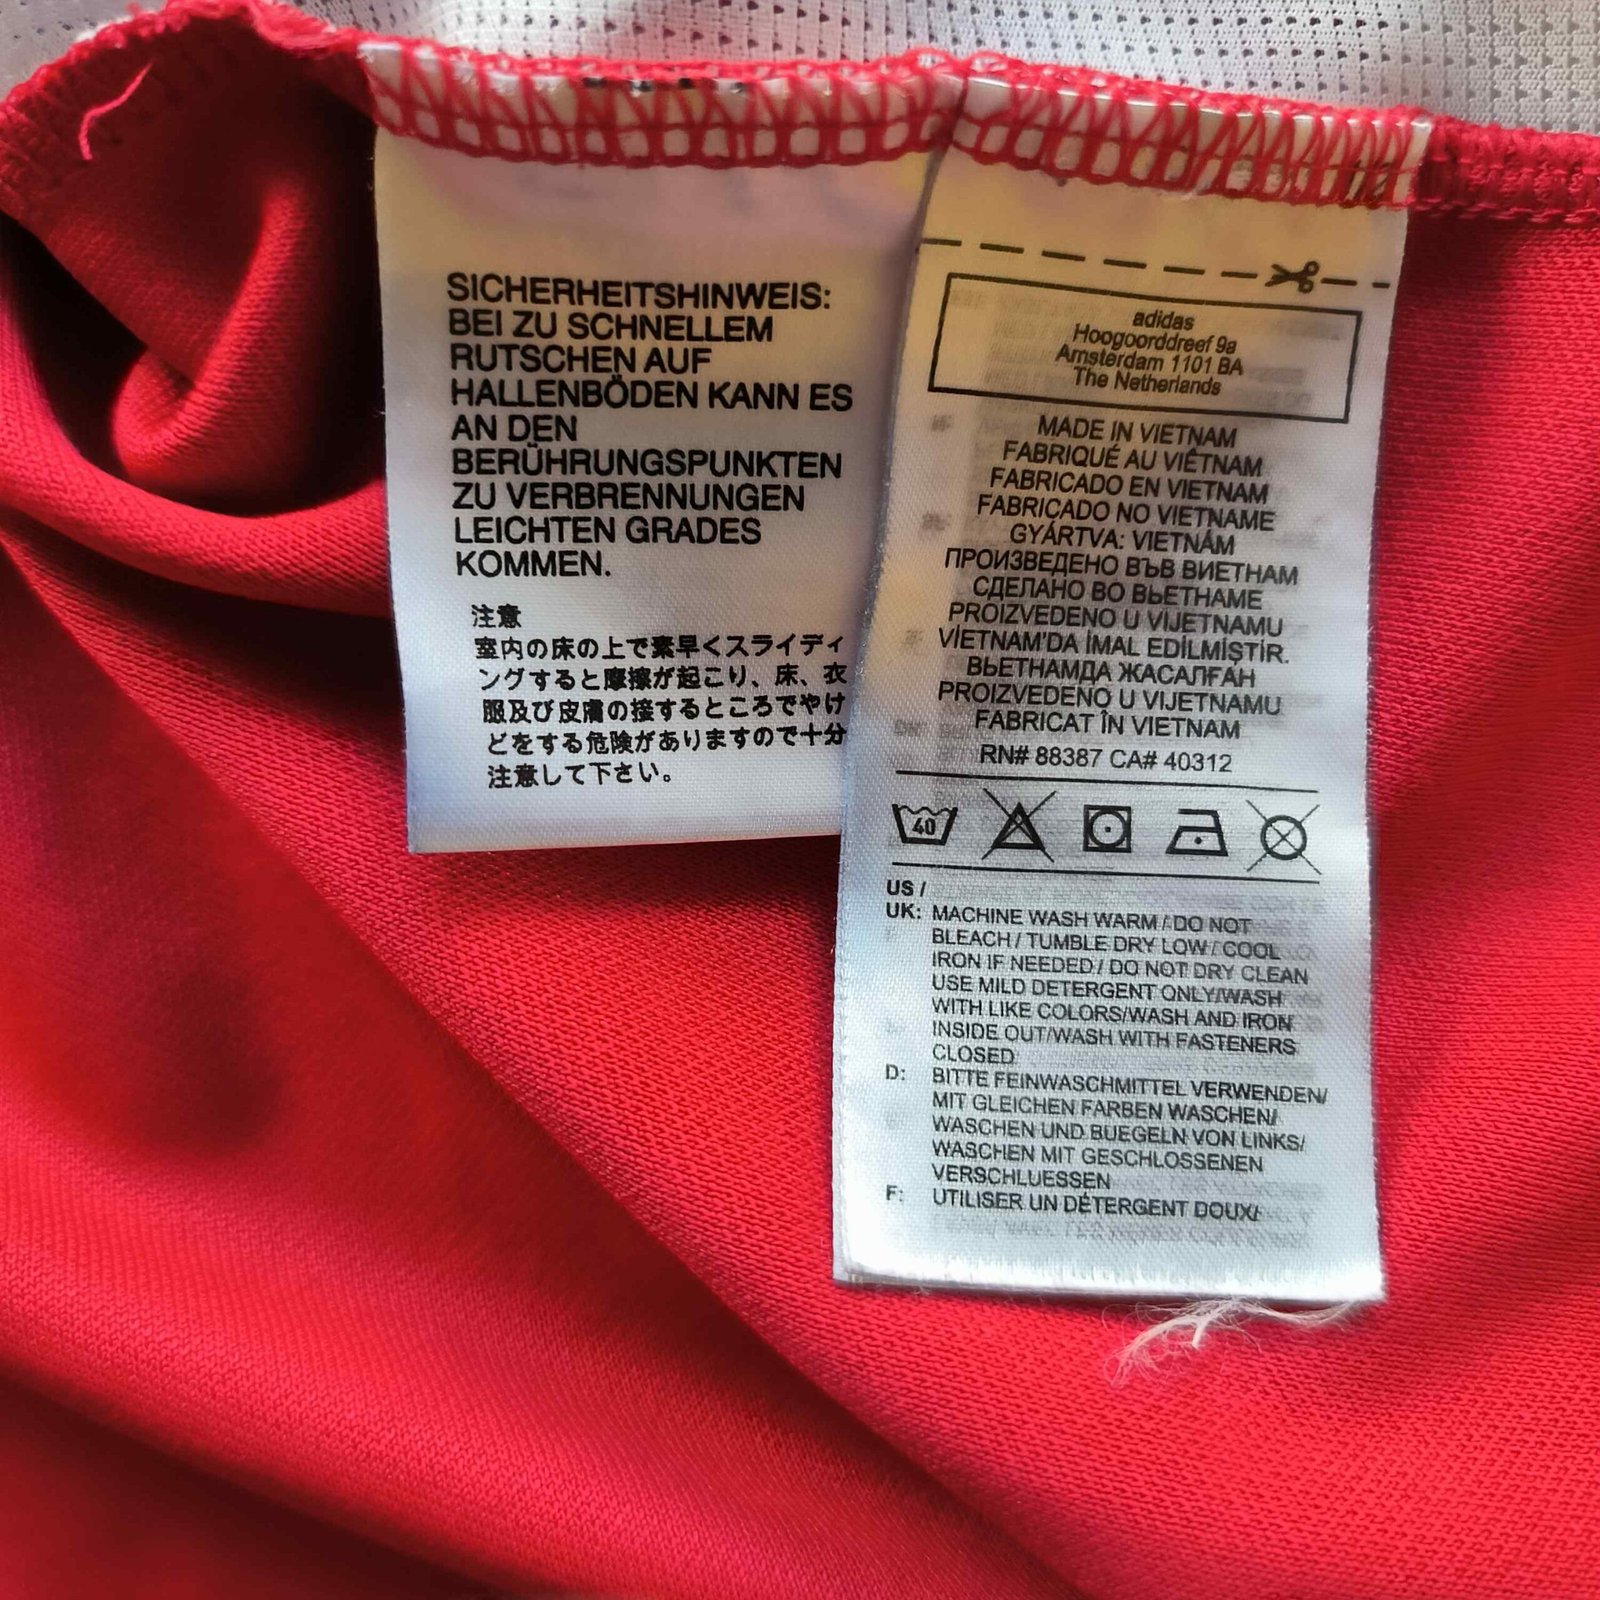 SICHERHEITSHINWEIS:
BEI ZU SCHNELLEM
RUTSCHEN AUF
HALLENBÖDEN KANN ES
AN DEN
BERÜHRUNGSPUNKTEN
ZU VERBRENNUNGEN
LEICHTEN GRADES
KOMMEN.
注意
室内の床の上で素早くスライディ
ングすると摩擦が起こり、床、衣
服及び皮膚の接するところでやけ
どをする危険がありますので十分
注意して下さい。
adidas
Hoogoorddreef 9a
Amsterdam 1101 BA
The Netherlands
MADE IN VIETNAM
FABRIQUÉ AU VIÊTNAM
FABRICADO EN VIETNAM
FABRICADO NO VIETNAME
GYÁRTVA: VIETNÁM
ПРОИЗВЕДЕНО ВЪВ ВИЕТНАМ
СДЕЛАНО ВО ВЬЕТНАМЕ
PROIZVEDENO U VIJETNAMU
VİETNAM'DA İMAL EDİLMİŞTİR.
ВЬЕТНАМДА ЖАСАЛҒАН
PROIZVEDENO U VIJETNAMU
FABRICAT ÎN VIETNAM
RN# 88387 CA# 40312
40
US /
UK: MACHINE WASH WARM / DO NOT
BLEACH / TUMBLE DRY LOW / COOL
IRON IF NEEDED / DO NOT DRY CLEAN
USE MILD DETERGENT ONLY/WASH
WITH LIKE COLORS/WASH AND IRON
INSIDE OUT/WASH WITH FASTENERS
CLOSED
D: BITTE FEINWASCHMITTEL VERWENDEN/
MIT GLEICHEN FARBEN WASCHEN/
WASCHEN UND BUEGELN VON LINKS/
WASCHEN MIT GESCHLOSSENEN
VERSCHLUESSEN
F: UTILISER UN DÉTERGENT DOUX/